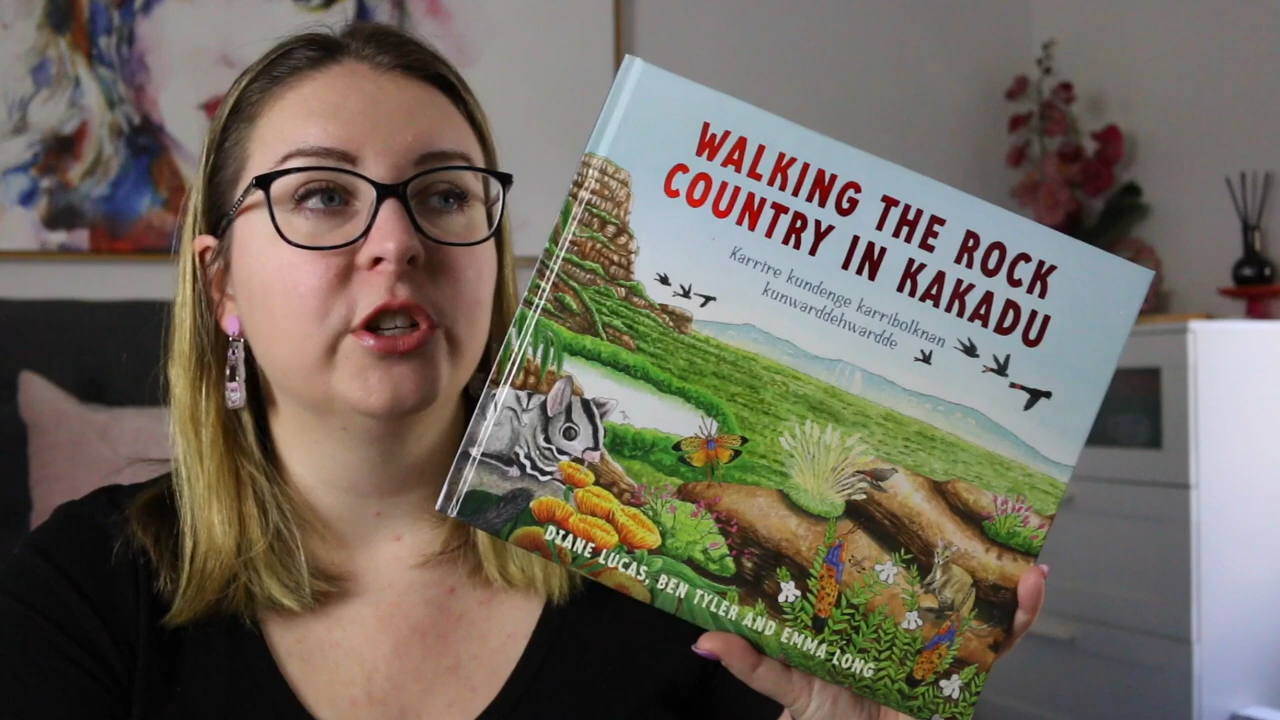 WALKING THE ROCK
COUNTRY IN KAKADU
Karrire kundenge karribolknan
kunwarddehwardde
DIANE LUCAS, BEN TYLER AND EMMA LONG